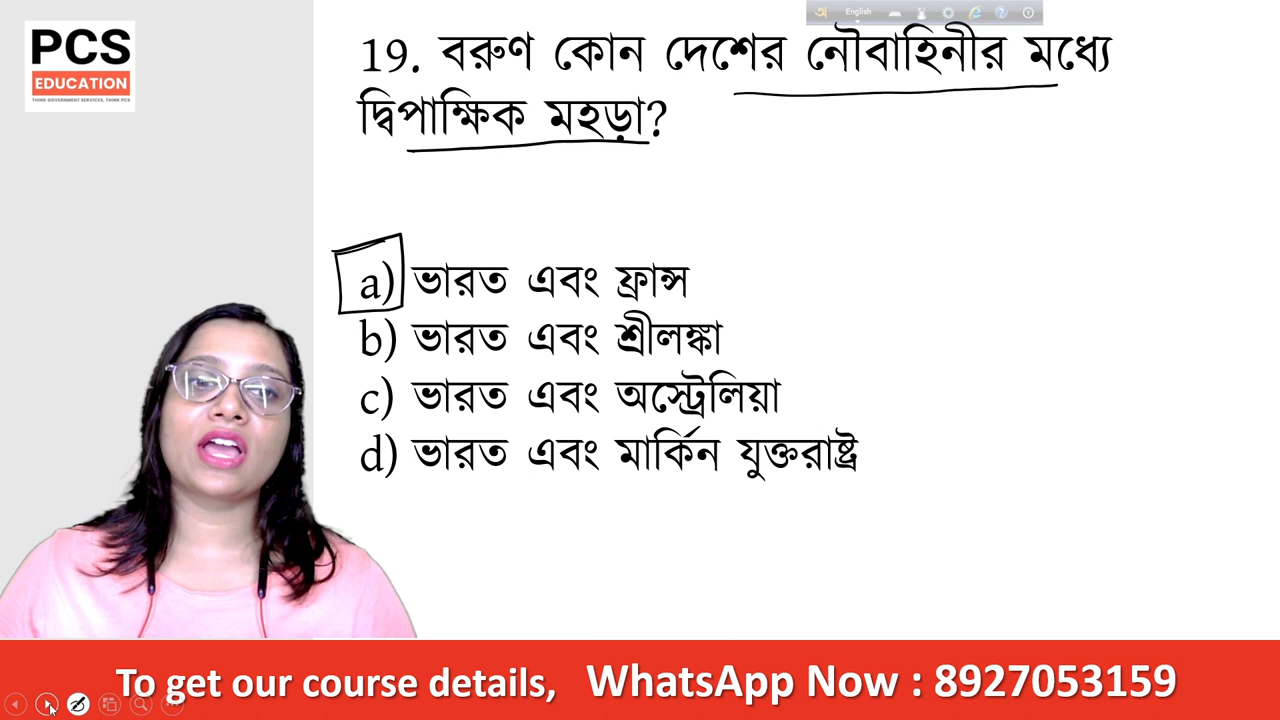 English
PCS
EDUCATION
THINK GOVERNMENT SERVICES, THINK PCS
19. বরুণ কোন দেশের নৌবাহিনীর মধ্যে
দ্বিপাক্ষিক মহড়া?
a) ভারত এবং ফ্রান্স
b) ভারত এবং শ্রীলঙ্কা
c) ভারত এবং অস্ট্রেলিয়া
d) ভারত এবং মার্কিন যুক্তরাষ্ট্র
To get our course details, WhatsApp Now : 8927053159